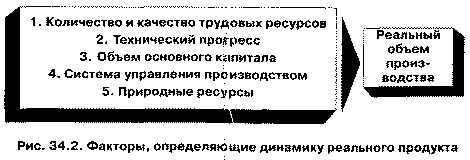 1. Количество и качество трудовых ресурсов
2. Технический прогресс
3. Объем основного капитала
4. Система управления производством
5. Природные ресурсы
Реальный
объем
произ-
водства
Рис. 34.2. Факторы, определяющие динамику реального продукта